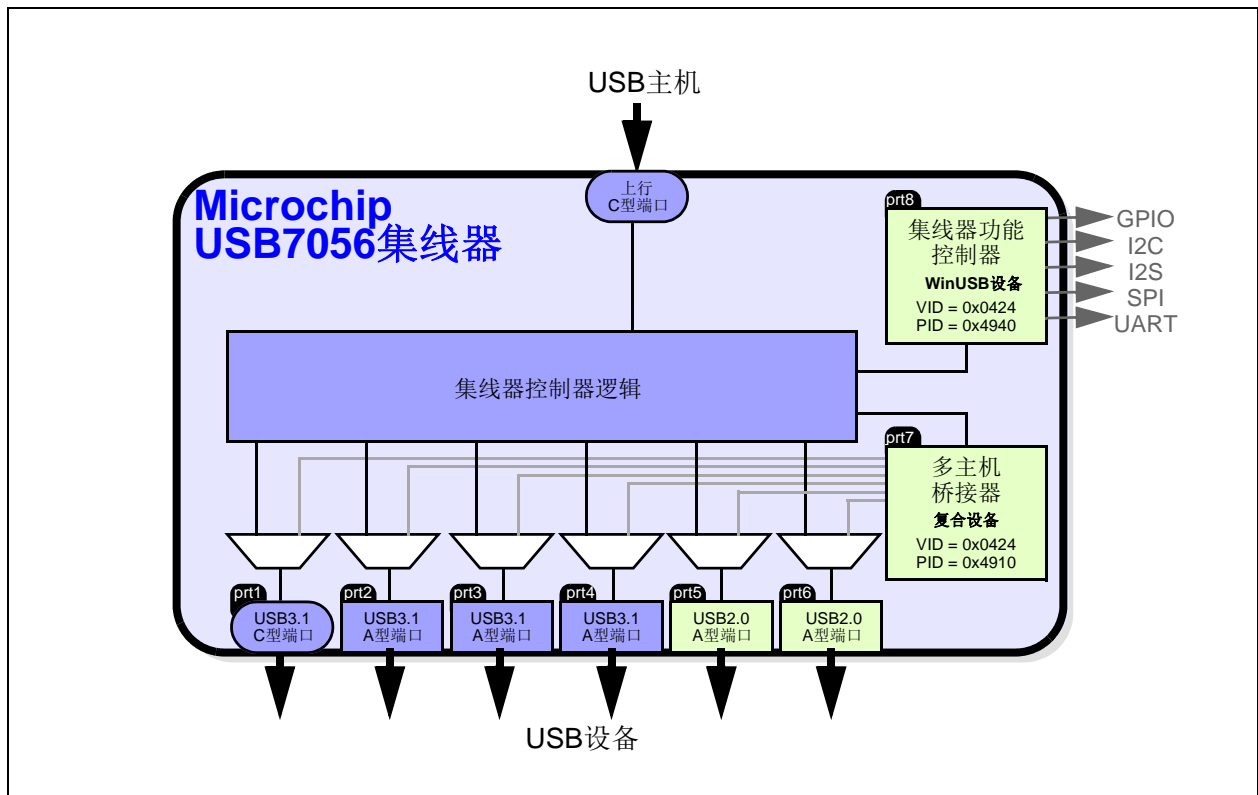 USB主机
上行
C型端口
Microchip
USB7056集线器
prt8
集线器功能
控制器
WinUSB设备
VID = 0x0424
PID = 0x4940
GPIO
I2C
I2S
SPI
UART
集线器控制器逻辑
prt7
多主机
桥接器
复合设备
VID = 0x0424
PID = 0x4910
prt1
USB3.1
C型端口
prt2
USB3.1
A型端口
prt3
USB3.1
A型端口
prt4
USB3.1
A型端口
prt5
USB2.0
A型端口
prt6
USB2.0
A型端口
USB设备